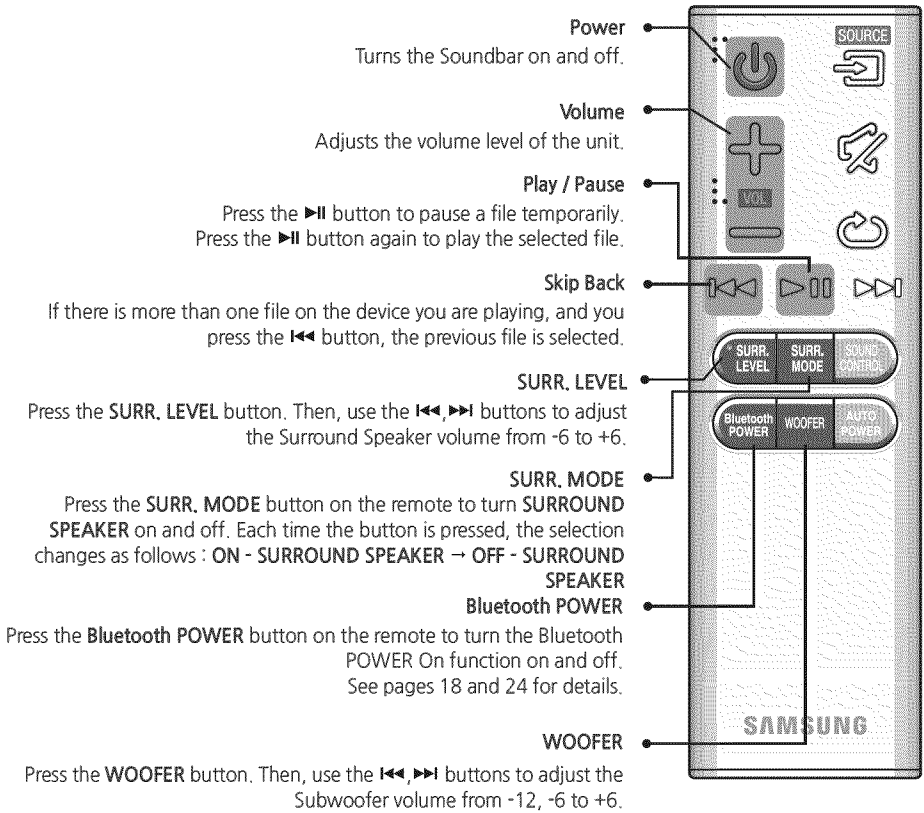 Power
Turns the Soundbar on and off.
Volume
Adjusts the volume level of the unit.
Play / Pause
Press the ▶II button to pause a file temporarily.
Press the ▶II button again to play the selected file.
Skip Back
If there is more than one file on the device you are playing, and you
press the I◀◀ button, the previous file is selected.
SURR. LEVEL
Press the SURR. LEVEL button. Then, use the I◀◀,▶▶I buttons to adjust
the Surround Speaker volume from -6 to +6.
SURR. MODE
Press the SURR. MODE button on the remote to turn SURROUND
SPEAKER on and off. Each time the button is pressed, the selection
changes as follows : ON - SURROUND SPEAKER → OFF - SURROUND
SPEAKER
Bluetooth POWER
Press the Bluetooth POWER button on the remote to turn the Bluetooth
POWER On function on and off.
See pages 18 and 24 for details.
WOOFER
Press the WOOFER button. Then, use the I◀◀,▶▶I buttons to adjust the
Subwoofer volume from -12, -6 to +6.
SOURCE
VOL
SURR.
LEVEL
SURR.
MODE
SOUND
CONTROL
Bluetooth
POWER
WOOFER
AUTO
POWER
SAMSUNG